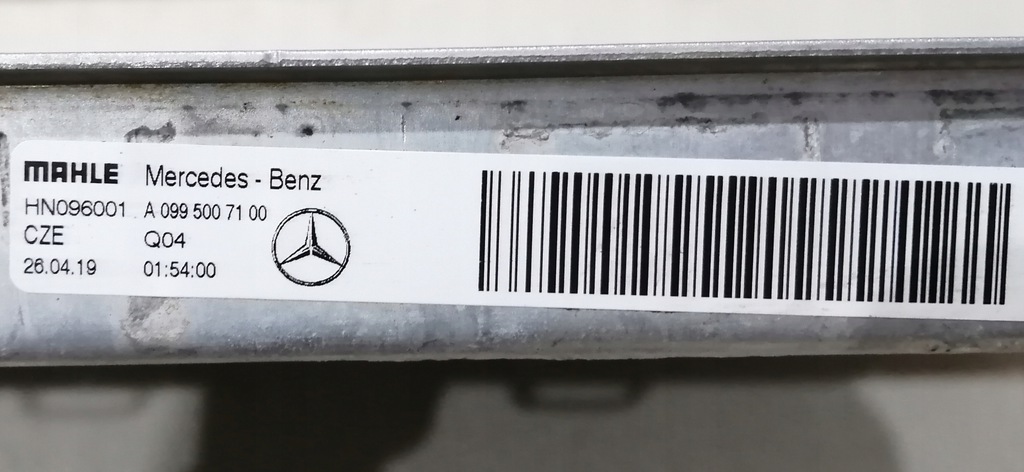 MAHLE Mercedes - Benz
HN096001 A 099 500 71 00
CZE Q04
26.04.19 01:54:00